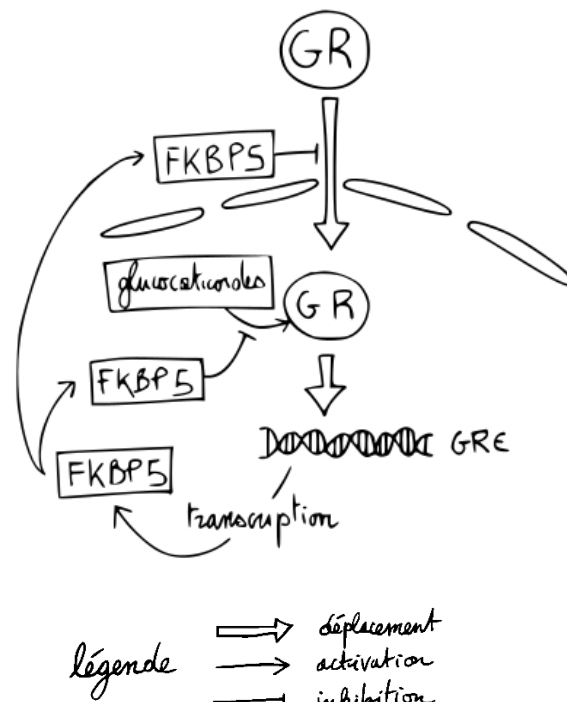 GR
FKBP5
glucocorticoïdes
GR
FKBP5
GRE
FKBP5
transcription
légende
déplacement
activation
inhibition